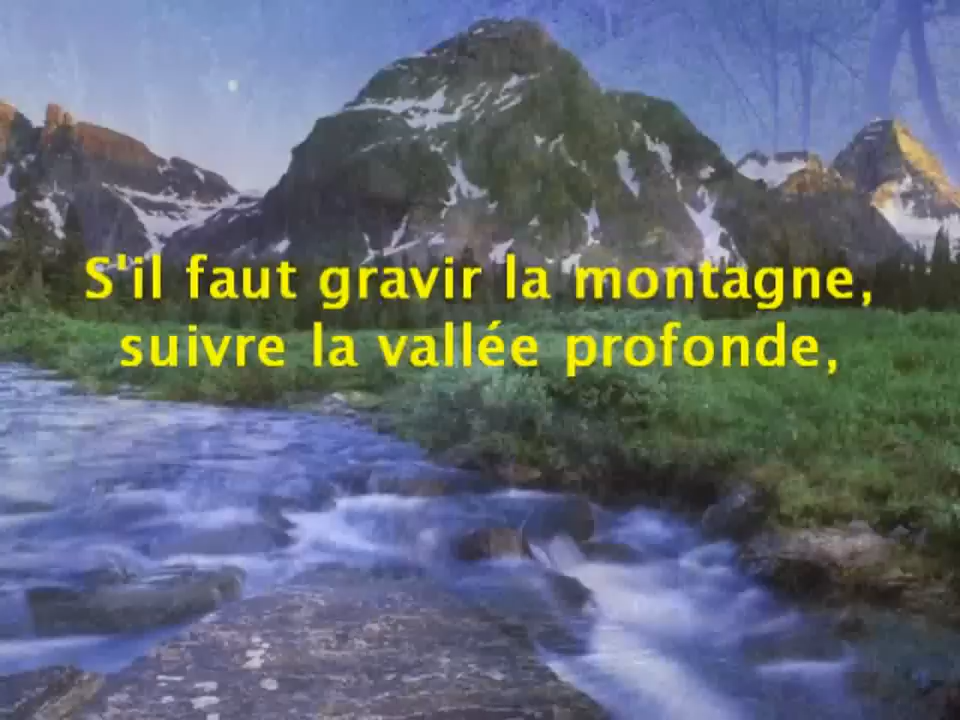 S'il faut gravir la montagne,
suivre la vallée profonde,